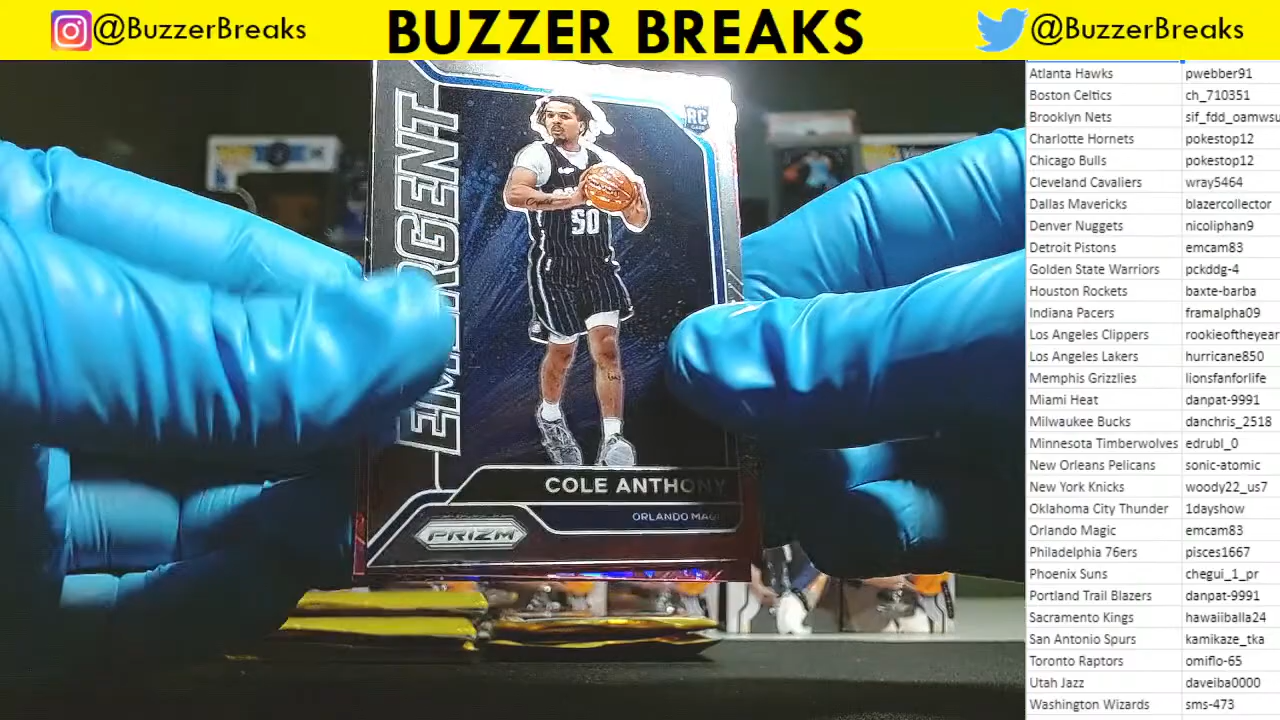 @BuzzerBreaks
BUZZER BREAKS
@BuzzerBreaks
EMERGENT
RC
50
COLE ANTHONY
ORLANDO MAG
PRIZM
Atlanta Hawks pwebber91
Boston Celtics ch_710351
Brooklyn Nets sif_fdd_oamwsu
Charlotte Hornets pokestop12
Chicago Bulls pokestop12
Cleveland Cavaliers wray5464
Dallas Mavericks blazercollector
Denver Nuggets nicoliphan9
Detroit Pistons emcam83
Golden State Warriors pckddg-4
Houston Rockets baxte-barba
Indiana Pacers framalpha09
Los Angeles Clippers rookieoftheyear
Los Angeles Lakers hurricane850
Memphis Grizzlies lionsfanforlife
Miami Heat danpat-9991
Milwaukee Bucks danchris_2518
Minnesota Timberwolves edrubl_0
New Orleans Pelicans sonic-atomic
New York Knicks woody22_us7
Oklahoma City Thunder 1dayshow
Orlando Magic emcam83
Philadelphia 76ers pisces1667
Phoenix Suns chegui_1_pr
Portland Trail Blazers danpat-9991
Sacramento Kings hawaiiballa24
San Antonio Spurs kamikaze_tka
Toronto Raptors omiflo-65
Utah Jazz daveiba0000
Washington Wizards sms-473